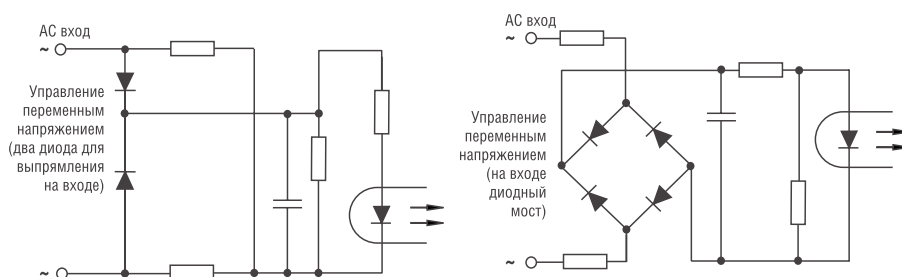 АС вход
~
Управление
переменным
напряжением
(два диода для
выпрямления
на входе)
~
АС вход
~
Управление
переменным
напряжением
(на входе
диодный
мост)
~